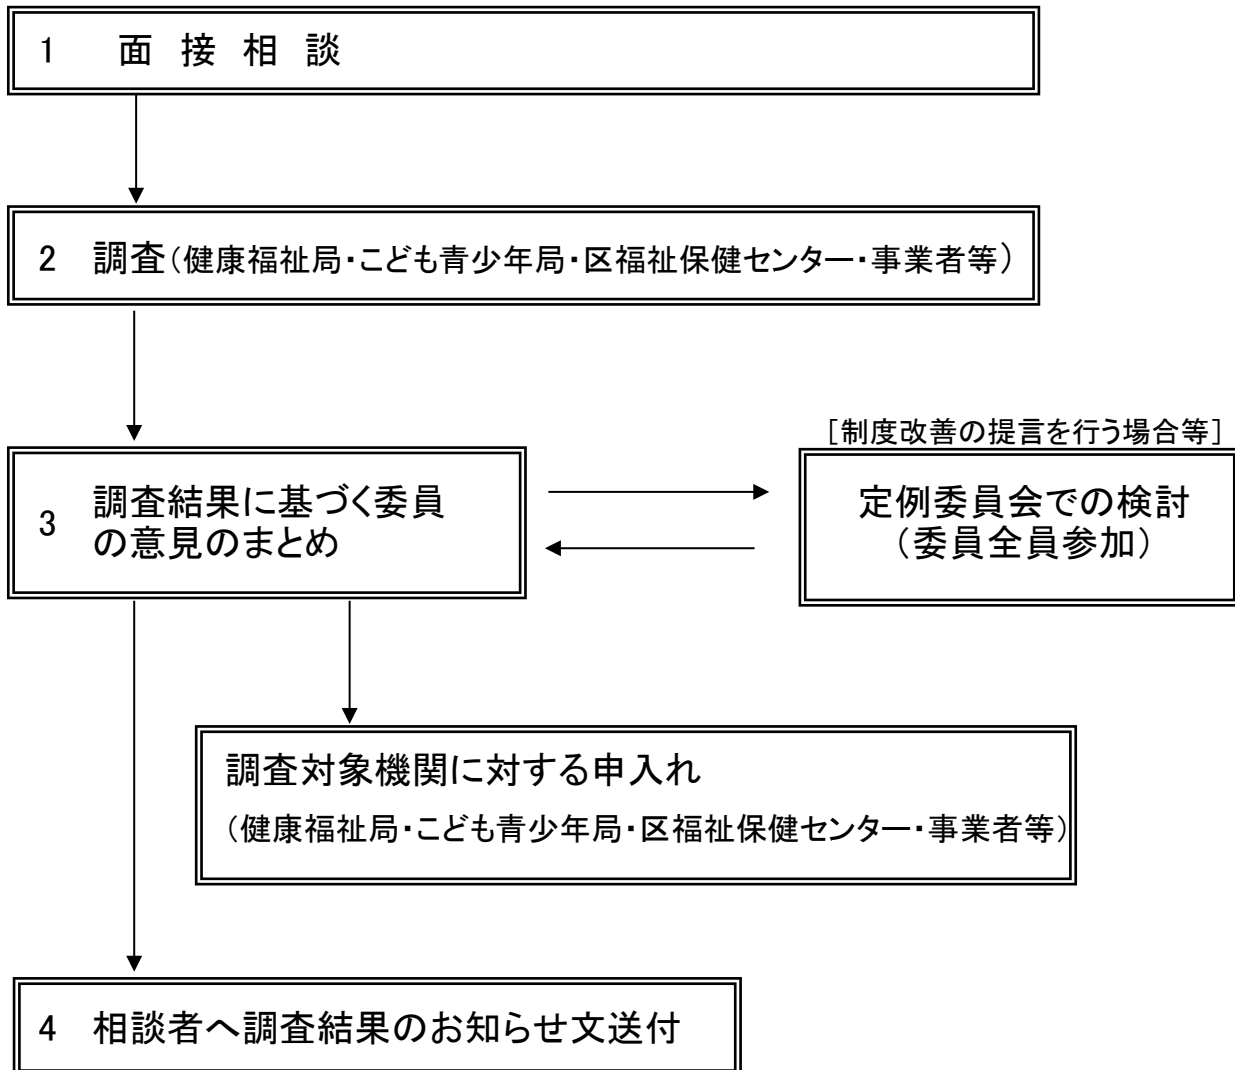 1 面 接 相 談
2 調査（健康福祉局・こども青少年局・区福祉保健センター・事業者等）
[制度改善の提言を行う場合等]
3 調査結果に基づく委員
の意見のまとめ
定例委員会での検討
（委員全員参加）
調査対象機関に対する申入れ
（健康福祉局・こども青少年局・区福祉保健センター・事業者等）
4 相談者へ調査結果のお知らせ文送付